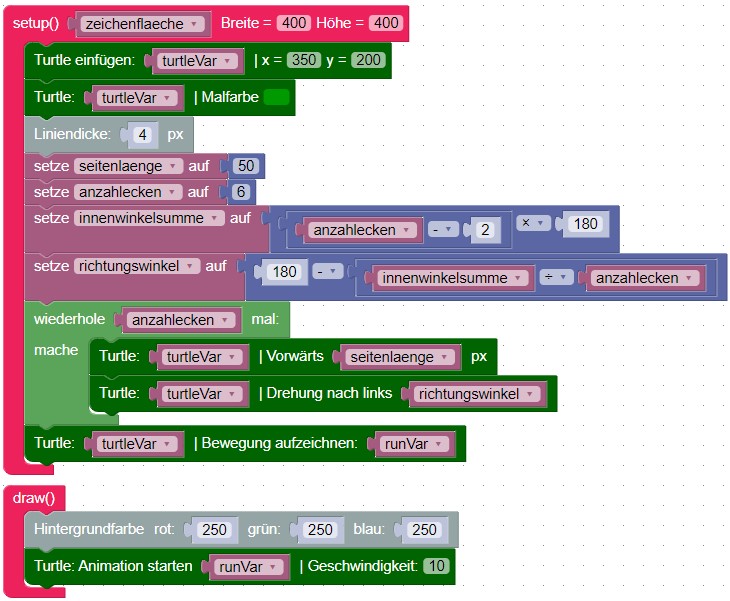 setup() zeichenflaeche Breite = 400 Höhe = 400
Turtle einfügen: turtleVar | x = 350 y = 200
Turtle: turtleVar | Malfarbe
Liniendicke: 4 px
setze seitenlaenge auf 50
setze anzahlecken auf 6
setze innenwinkelsumme auf anzahlecken - 2 × 180
setze richtungswinkel auf 180 - innenwinkelsumme ÷ anzahlecken
wiederhole anzahlecken mal:
mache Turtle: turtleVar | Vorwärts seitenlaenge px
Turtle: turtleVar | Drehung nach links richtungswinkel
Turtle: turtleVar | Bewegung aufzeichnen: runVar
draw()
Hintergrundfarbe rot: 250 grün: 250 blau: 250
Turtle: Animation starten runVar | Geschwindigkeit: 10